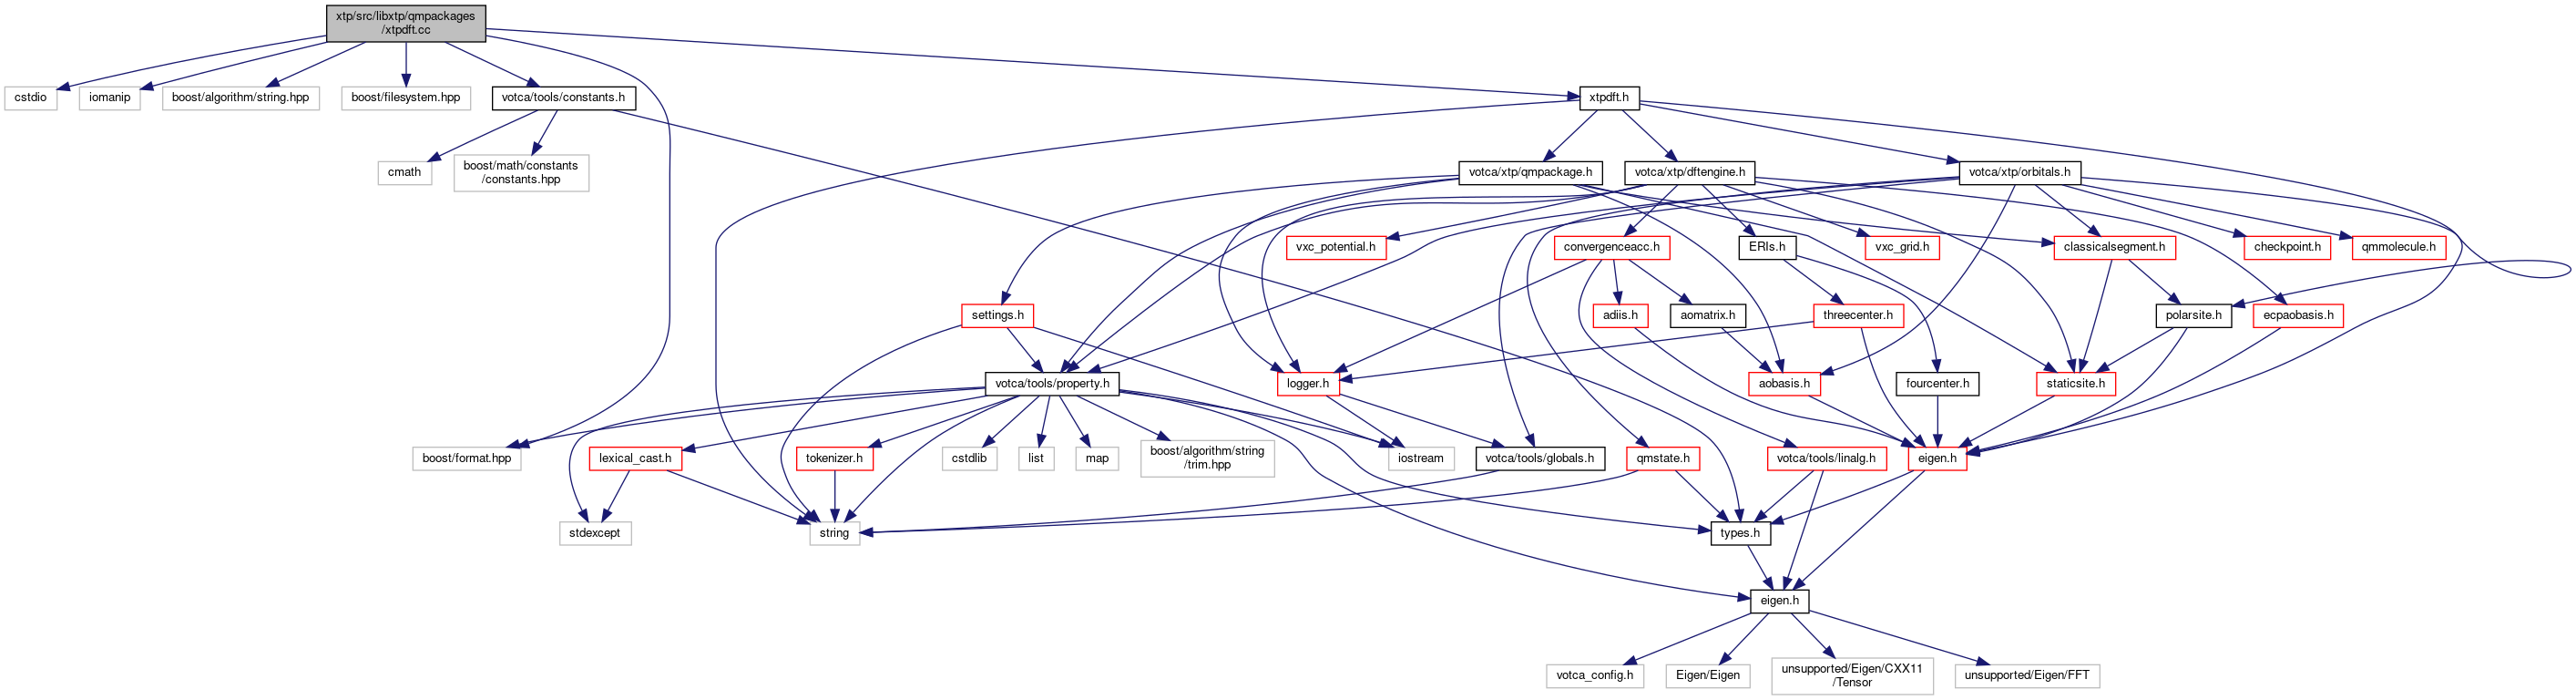 xtp/src/libxtp/qmpackages
/xtpdft.cc
cstdio
iomanip
boost/algorithm/string.hpp
boost/filesystem.hpp
votca/tools/constants.h
xtpdft.h
cmath
boost/math/constants
/constants.hpp
votca/xtp/qmpackage.h
votca/xtp/dftengine.h
votca/xtp/orbitals.h
vxc_potential.h
convergenceacc.h
ERIs.h
vxc_grid.h
classicalsegment.h
checkpoint.h
qmmolecule.h
settings.h
adiis.h
aomatrix.h
threecenter.h
polarsite.h
ecpaobasis.h
votca/tools/property.h
logger.h
aobasis.h
fourcenter.h
staticsite.h
boost/format.hpp
lexical_cast.h
tokenizer.h
cstdlib
list
map
boost/algorithm/string
/trim.hpp
iostream
votca/tools/globals.h
qmstate.h
votca/tools/linalg.h
eigen.h
stdexcept
string
types.h
eigen.h
votca_config.h
Eigen/Eigen
unsupported/Eigen/CXX11
/Tensor
unsupported/Eigen/FFT